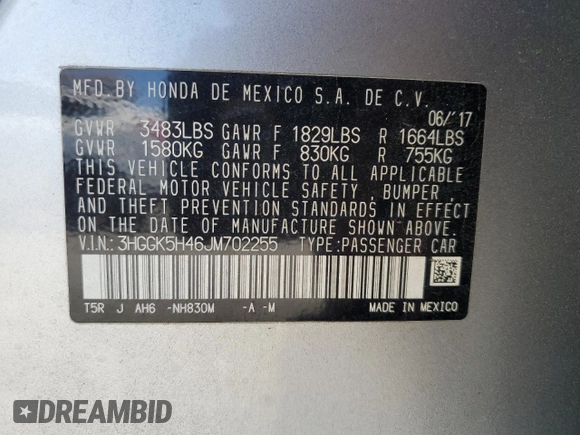 MFD. BY HONDA DE MEXICO S.A. DE C.V.
06/'17
GVWR 3483LBS GAWR F 1829LBS R 1664LBS
GVWR 1580KG GAWR F 830KG R 755KG
THIS VEHICLE CONFORMS TO ALL APPLICABLE
FEDERAL MOTOR VEHICLE SAFETY, BUMPER,
AND THEFT PREVENTION STANDARDS IN EFFECT
ON THE DATE OF MANUFACTURE SHOWN ABOVE.
V.I.N.: 3HGGK5H46JM702255 TYPE: PASSENGER CAR
T5R J AH6 -NH830M -A -M MADE IN MEXICO
DREAMBID